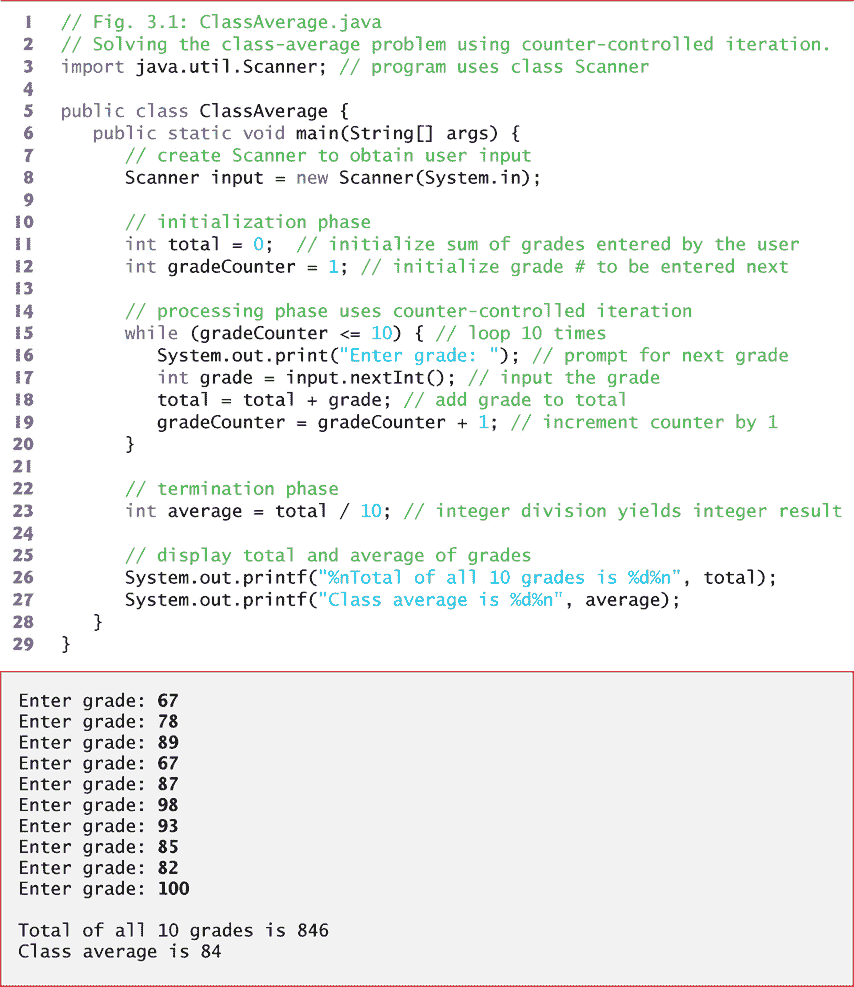 1 // Fig. 3.1: ClassAverage.java
2 // Solving the class-average problem using counter-controlled iteration.
3 import java.util.Scanner; // program uses class Scanner
4
5 public class ClassAverage {
6    public static void main(String[] args) {
7       // create Scanner to obtain user input
8       Scanner input = new Scanner(System.in);
9
10       // initialization phase
11       int total = 0;  // initialize sum of grades entered by the user
12       int gradeCounter = 1; // initialize grade # to be entered next
13
14       // processing phase uses counter-controlled iteration
15       while (gradeCounter <= 10) { // loop 10 times
16          System.out.print("Enter grade: "); // prompt for next grade
17          int grade = input.nextInt(); // input the grade
18          total = total + grade; // add grade to total
19          gradeCounter = gradeCounter + 1; // increment counter by 1
20       }
21
22       // termination phase
23       int average = total / 10; // integer division yields integer result
24
25       // display total and average of grades
26       System.out.printf("%nTotal of all 10 grades is %d%n", total);
27       System.out.printf("Class average is %d%n", average);
28    }
29 }
Enter grade: 67
Enter grade: 78
Enter grade: 89
Enter grade: 67
Enter grade: 87
Enter grade: 98
Enter grade: 93
Enter grade: 85
Enter grade: 82
Enter grade: 100
Total of all 10 grades is 846
Class average is 84